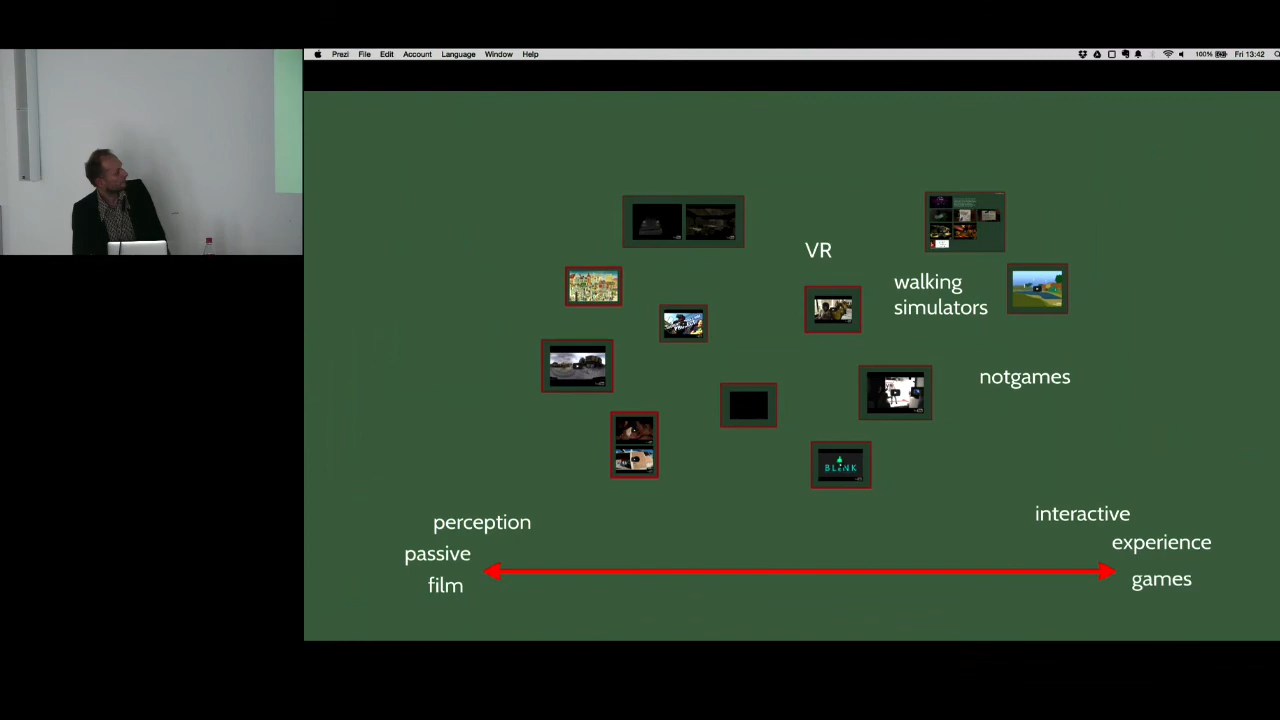 Prezi File Edit Account Language Window Help
100% Fri 13:42
VR
walking
simulators
notgames
BLINK
perception
passive
film
interactive
experience
games